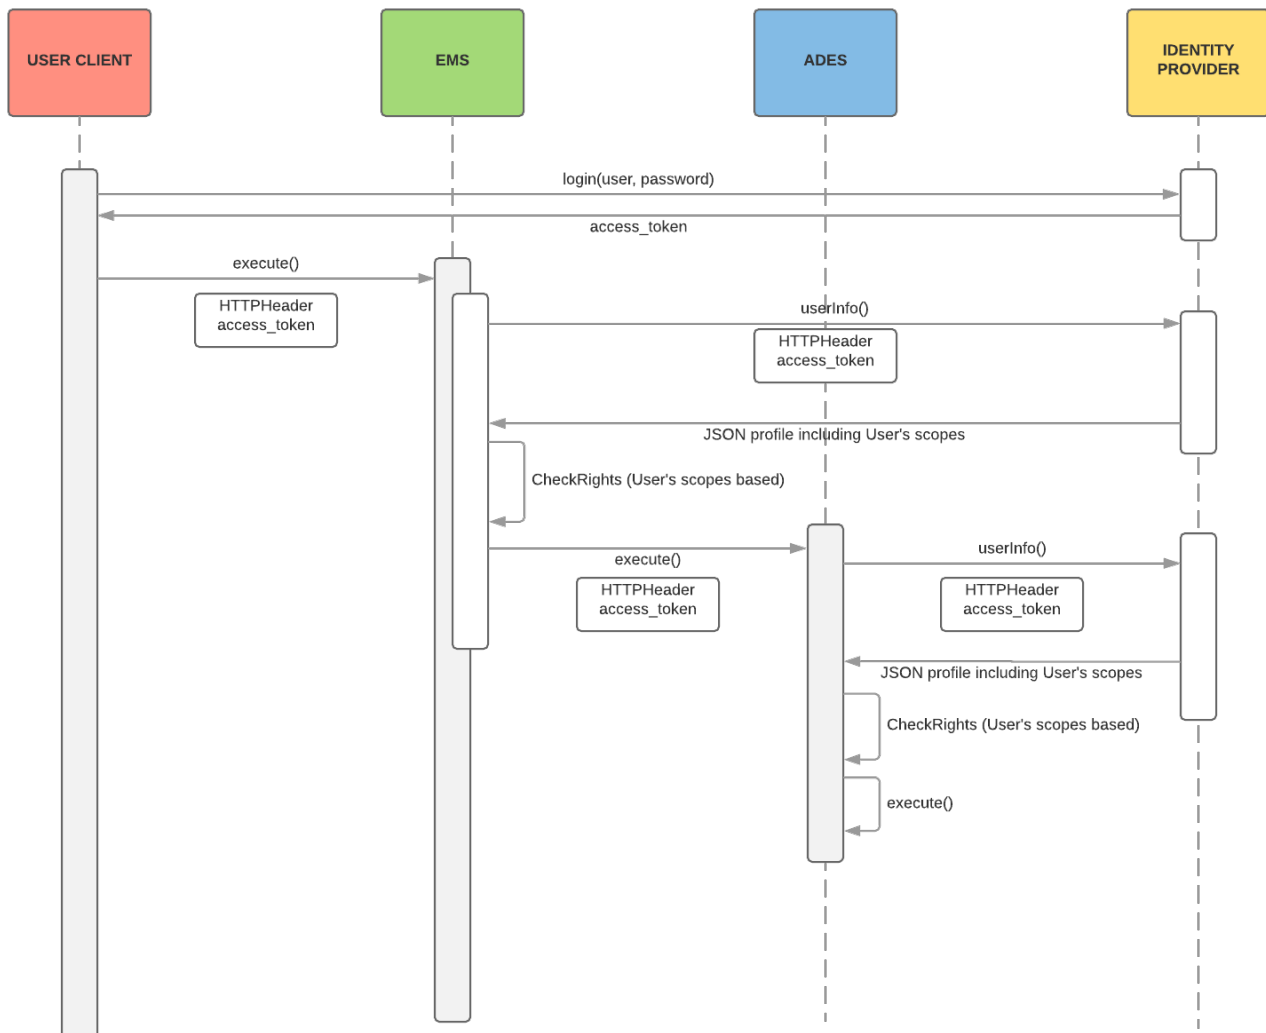 USER CLIENT
EMS
ADES
IDENTITY
PROVIDER
login(user, password)
access_token
execute()
HTTPHeader
access_token
userInfo()
HTTPHeader
access_token
JSON profile including User's scopes
CheckRights (User's scopes based)
execute()
HTTPHeader
access_token
userInfo()
HTTPHeader
access_token
JSON profile including User's scopes
CheckRights (User's scopes based)
execute()